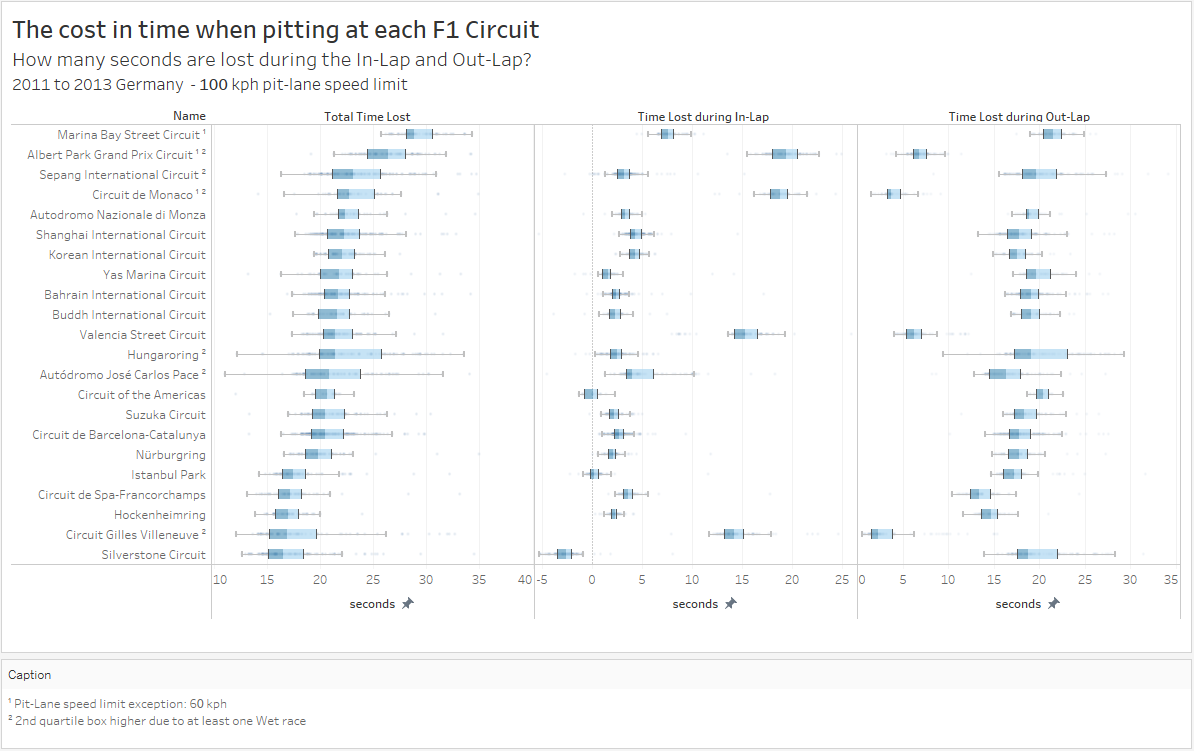 The cost in time when pitting at each F1 Circuit
How many seconds are lost during the In-Lap and Out-Lap?
2011 to 2013 Germany - 100 kph pit-lane speed limit
Name Total Time Lost Time Lost during In-Lap Time Lost during Out-Lap
Marina Bay Street Circuit ¹
Albert Park Grand Prix Circuit ¹ ²
Sepang International Circuit ²
Circuit de Monaco ¹ ²
Autodromo Nazionale di Monza
Shanghai International Circuit
Korean International Circuit
Yas Marina Circuit
Bahrain International Circuit
Buddh International Circuit
Valencia Street Circuit
Hungaroring ²
Autódromo José Carlos Pace ²
Circuit of the Americas
Suzuka Circuit
Circuit de Barcelona-Catalunya
Nürburgring
Istanbul Park
Circuit de Spa-Francorchamps
Hockenheimring
Circuit Gilles Villeneuve ²
Silverstone Circuit
10 15 20 25 30 35 40 -5 0 5 10 15 20 25 0 5 10 15 20 25 30 35
seconds seconds seconds
Caption
¹ Pit-Lane speed limit exception: 60 kph
² 2nd quartile box higher due to at least one Wet race